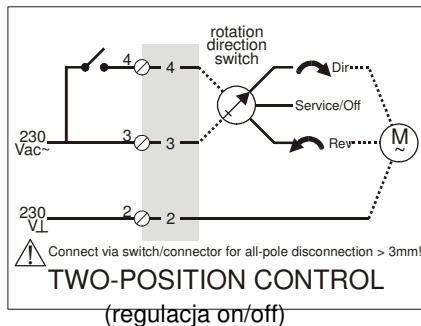 rotation
direction
switch
4 4
Dir
Service/Off
230
Vac~
3 3
Rev
M
~
230
V⊥
2 2
Connect via switch/connector for all-pole disconnection > 3mm!
TWO-POSITION CONTROL
(regulacja on/off)